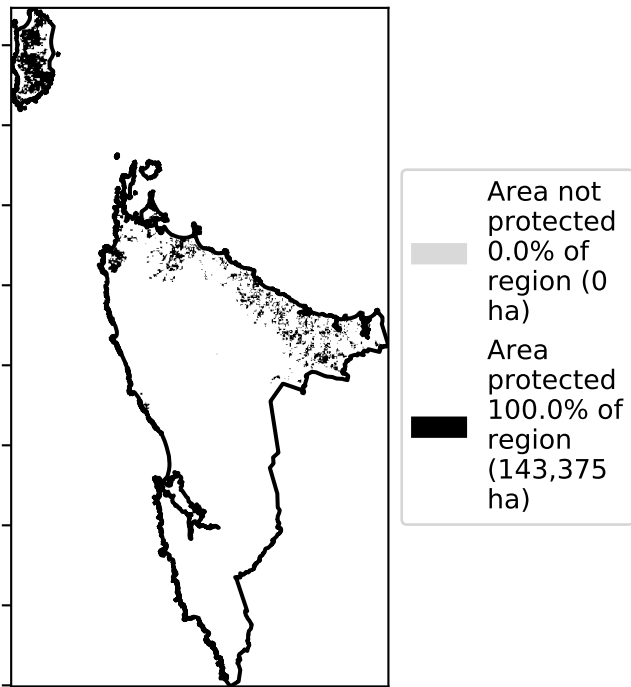 Area not
protected
0.0% of
region (0
ha)
Area
protected
100.0% of
region
(143,375
ha)